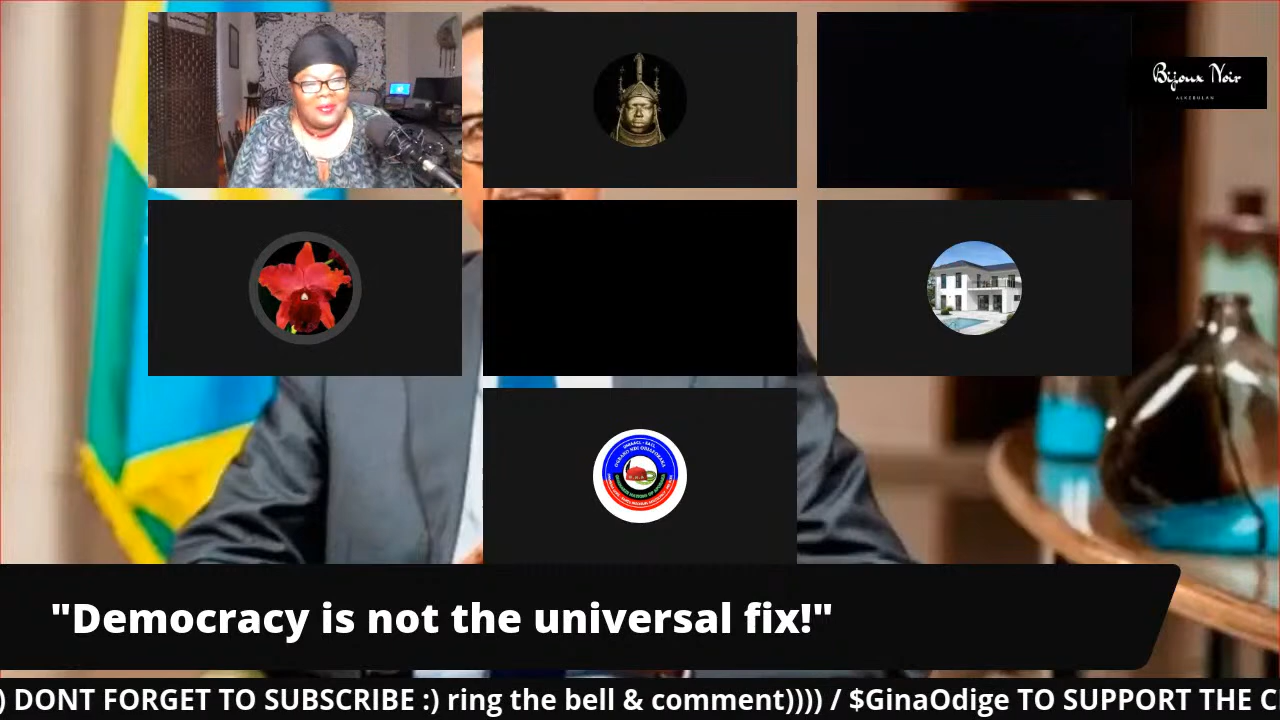 Bijoux Noir
ALKEBULAN
"Democracy is not the universal fix!"
) DONT FORGET TO SUBSCRIBE :) ring the bell & comment)))) / $GinaOdige TO SUPPORT THE C